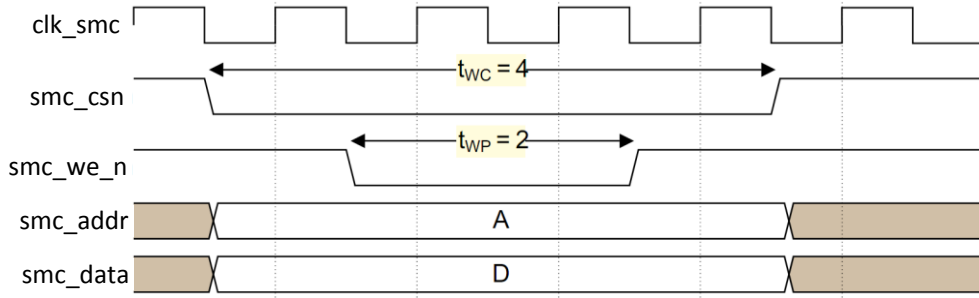 clk_smc
t_WC = 4
smc_csn
t_WP = 2
smc_we_n
smc_addr
A
smc_data
D